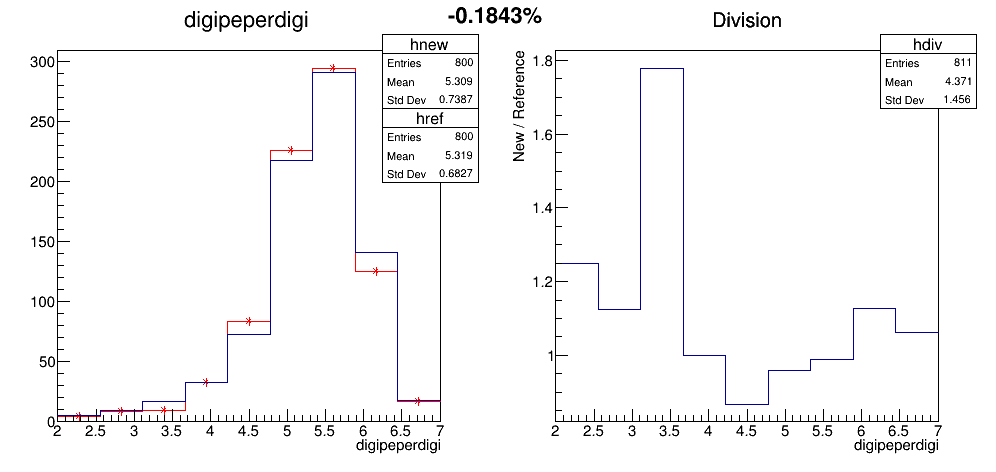 -0.1843%
digipeperdigi
hnew
Entries 800
Mean 5.309
Std Dev 0.7387
href
Entries 800
Mean 5.319
Std Dev 0.6827
300
250
200
150
100
50
0
2 2.5 3 3.5 4 4.5 5 5.5 6 6.5 7
digipeperdigi
Division
hdiv
Entries 811
Mean 4.371
Std Dev 1.456
New / Reference
1.8
1.6
1.4
1.2
1
2 2.5 3 3.5 4 4.5 5 5.5 6 6.5 7
digipeperdigi